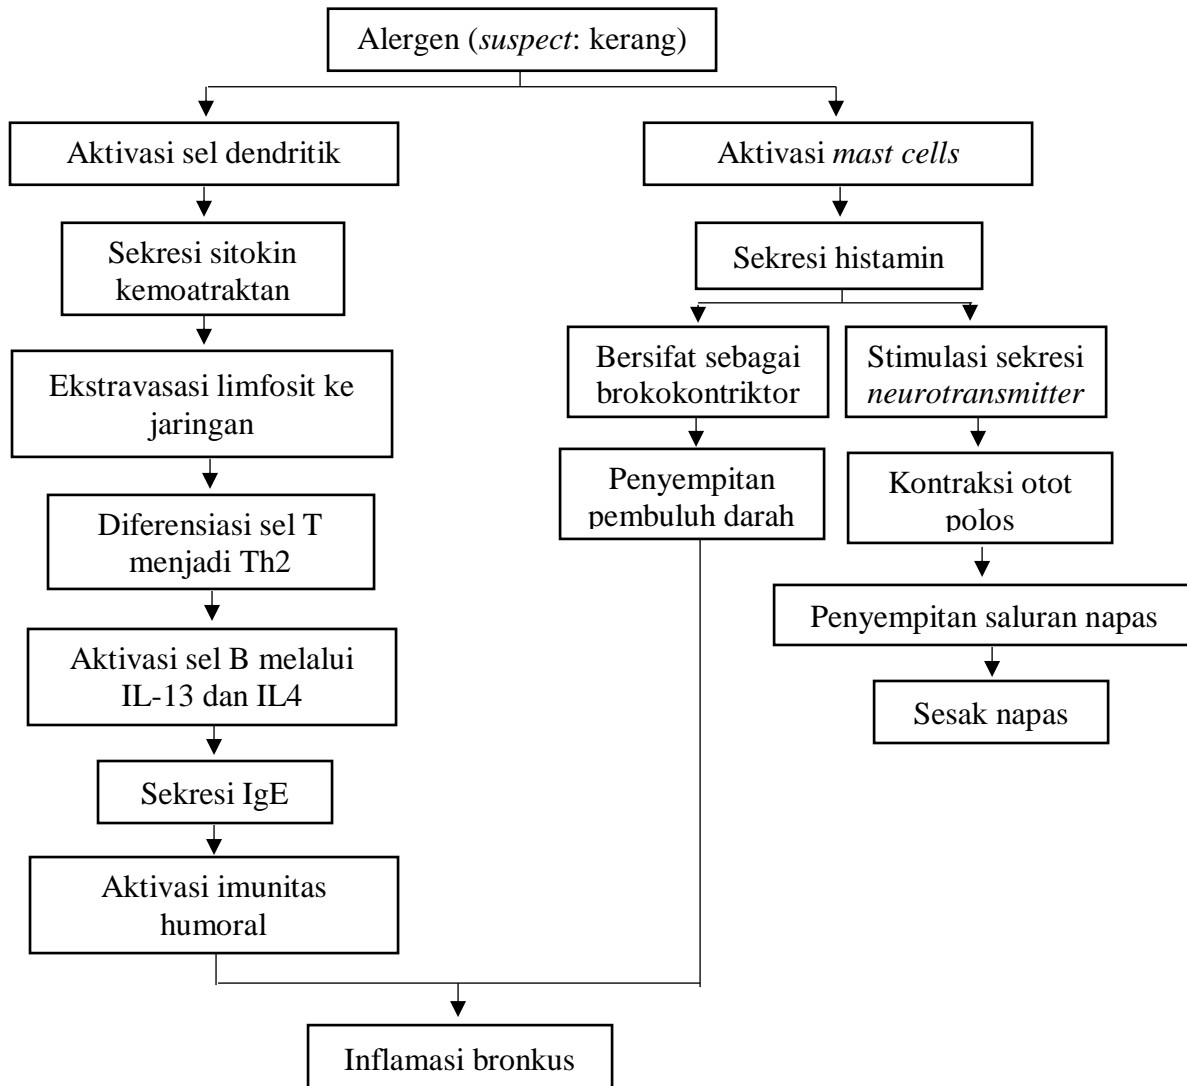 Alergen (suspect: kerang)
Aktivasi sel dendritik
Sekresi sitokin
kemoatraktan
Ekstravasasi limfosit ke
jaringan
Diferensiasi sel T
menjadi Th2
Aktivasi sel B melalui
IL-13 dan IL4
Sekresi IgE
Aktivasi imunitas
humoral
Aktivasi mast cells
Sekresi histamin
Bersifat sebagai
brokokontriktor
Penyempitan
pembuluh darah
Stimulasi sekresi
neurotransmitter
Kontraksi otot
polos
Penyempitan saluran napas
Sesak napas
Inflamasi bronkus